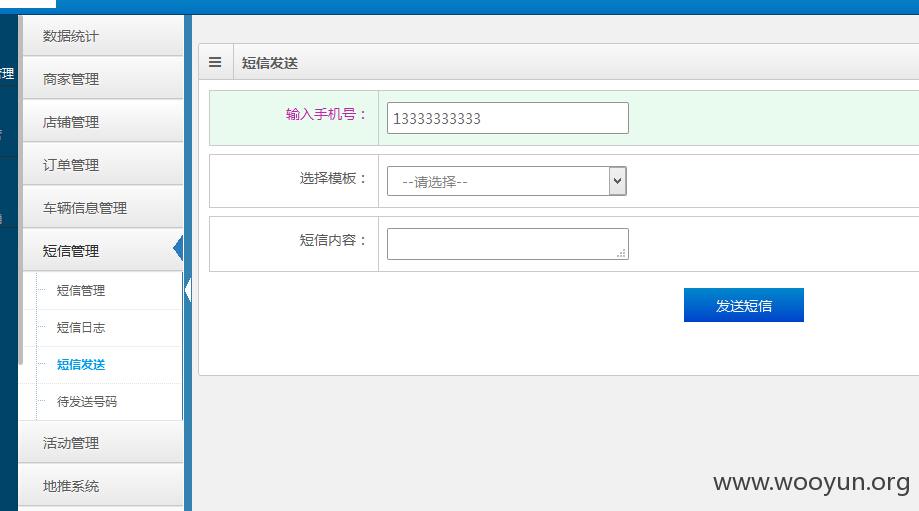 数据统计
商家管理
店铺管理
订单管理
车辆信息管理
短信管理
短信管理
短信日志
短信发送
待发送号码
活动管理
地推系统
管理
短信发送
输入手机号：
13333333333
选择模板：
--请选择--
短信内容：
发送短信
www.wooyun.org